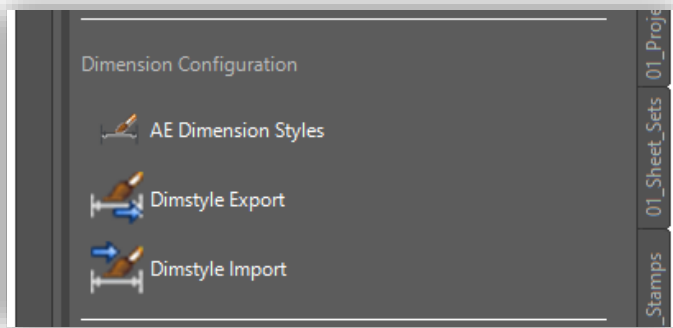 Dimension Configuration
AE Dimension Styles
Dimstyle Export
Dimstyle Import
01_Proje
01_Sheet_Sets
_Stamps